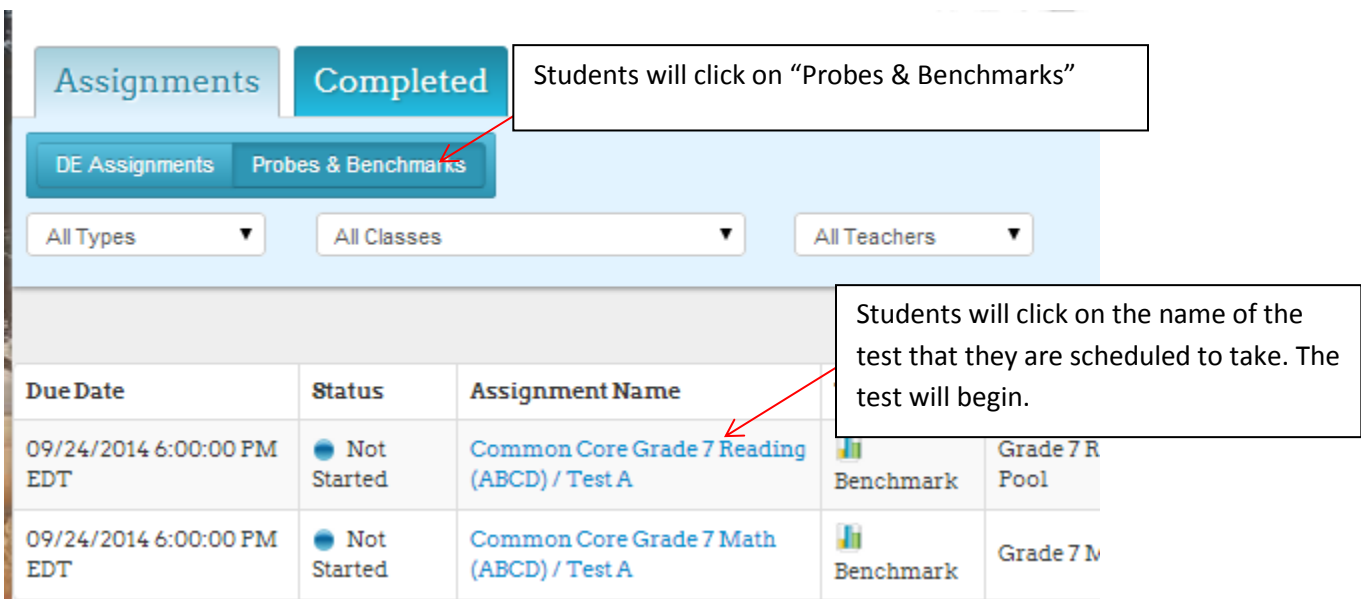 Assignments
Completed
Students will click on “Probes & Benchmarks”
DE Assignments
Probes & Benchmarks
All Types
All Classes
All Teachers
Students will click on the name of the
test that they are scheduled to take. The
test will begin.
Due Date
Status
Assignment Name
09/24/2014 6:00:00 PM
EDT
Not
Started
Common Core Grade 7 Reading
(ABCD) / Test A
Benchmark
Grade 7 R
Pool
09/24/2014 6:00:00 PM
EDT
Not
Started
Common Core Grade 7 Math
(ABCD) / Test A
Benchmark
Grade 7 M